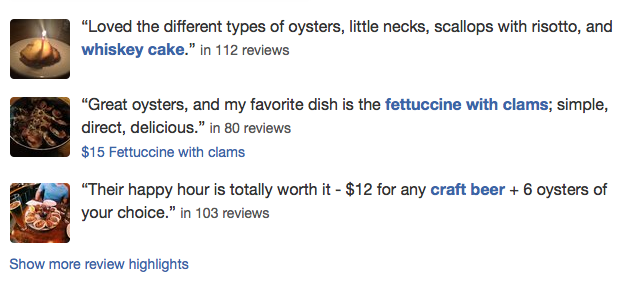 “Loved the different types of oysters, little necks, scallops with risotto, and
whiskey cake.” in 112 reviews
“Great oysters, and my favorite dish is the fettuccine with clams; simple,
direct, delicious.” in 80 reviews
$15 Fettuccine with clams
“Their happy hour is totally worth it - $12 for any craft beer + 6 oysters of
your choice.” in 103 reviews
Show more review highlights